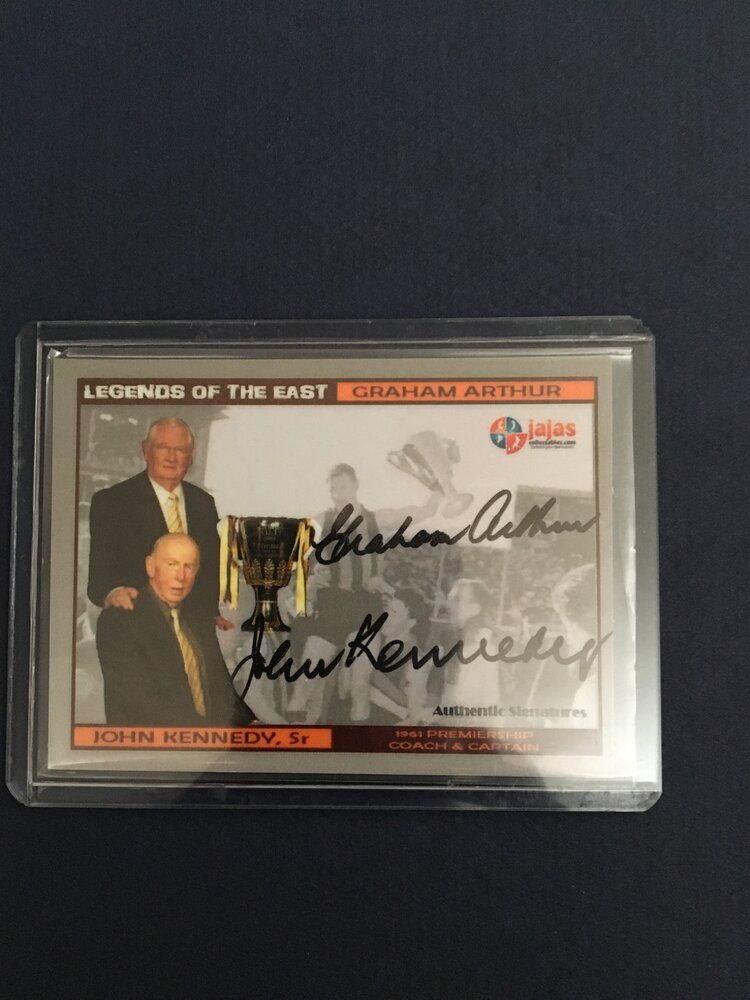 LEGENDS OF THE EAST
GRAHAM ARTHUR
jajas
collectables.com
Graham Arthur
John Kennedy
Authentic Signatures
JOHN KENNEDY, Sr
1961 PREMIERSHIP
COACH & CAPTAIN